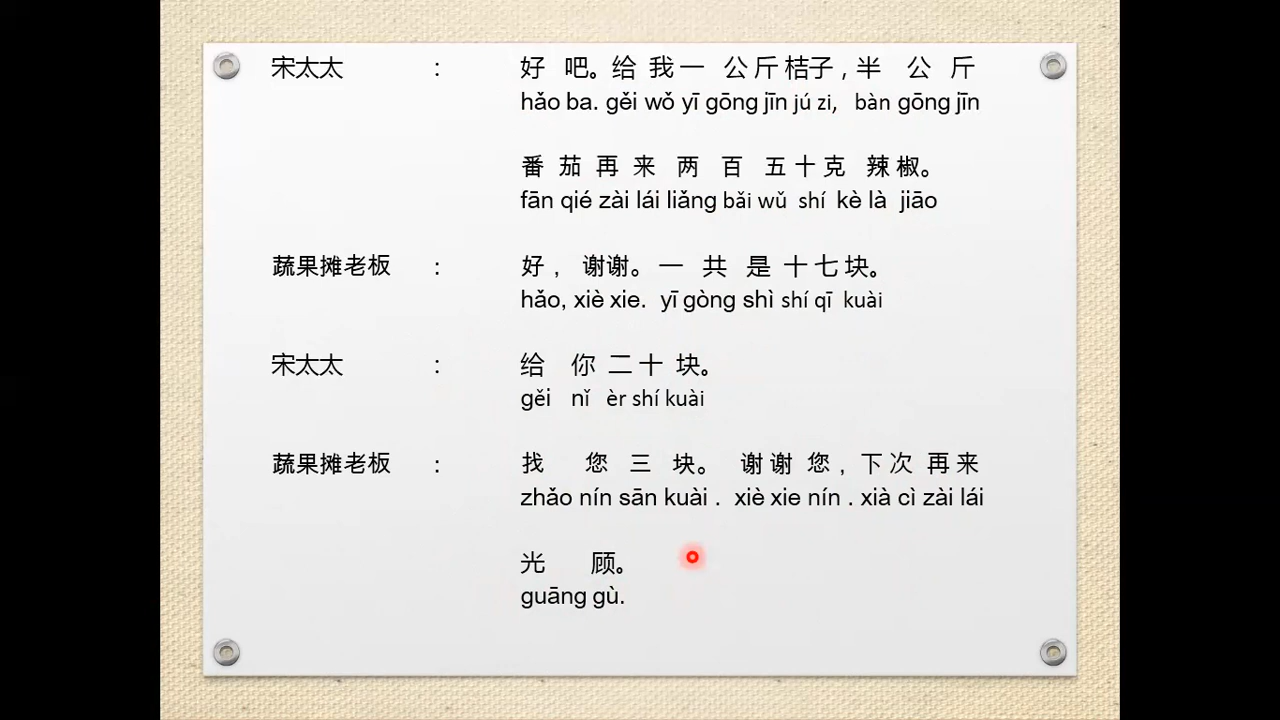 宋太太 : 好 吧。给 我 一 公 斤 桔子 , 半 公 斤
hǎo ba. gěi wǒ yī gōng jīn jú zi, bàn gōng jīn
番 茄 再 来 两 百 五 十 克 辣 椒。
fān qié zài lái liǎng bǎi wǔ shí kè là jiāo
蔬果摊老板 : 好 , 谢谢。 一 共 是 十 七 块。
hǎo, xiè xie. yī gòng shì shí qī kuài
宋太太 : 给 你 二 十 块。
gěi nǐ èr shí kuài
蔬果摊老板 : 找 您 三 块。 谢 谢 您 , 下 次 再 来
zhǎo nín sān kuài . xiè xie nín . xià cì zài lái
光 顾。
guāng gù.